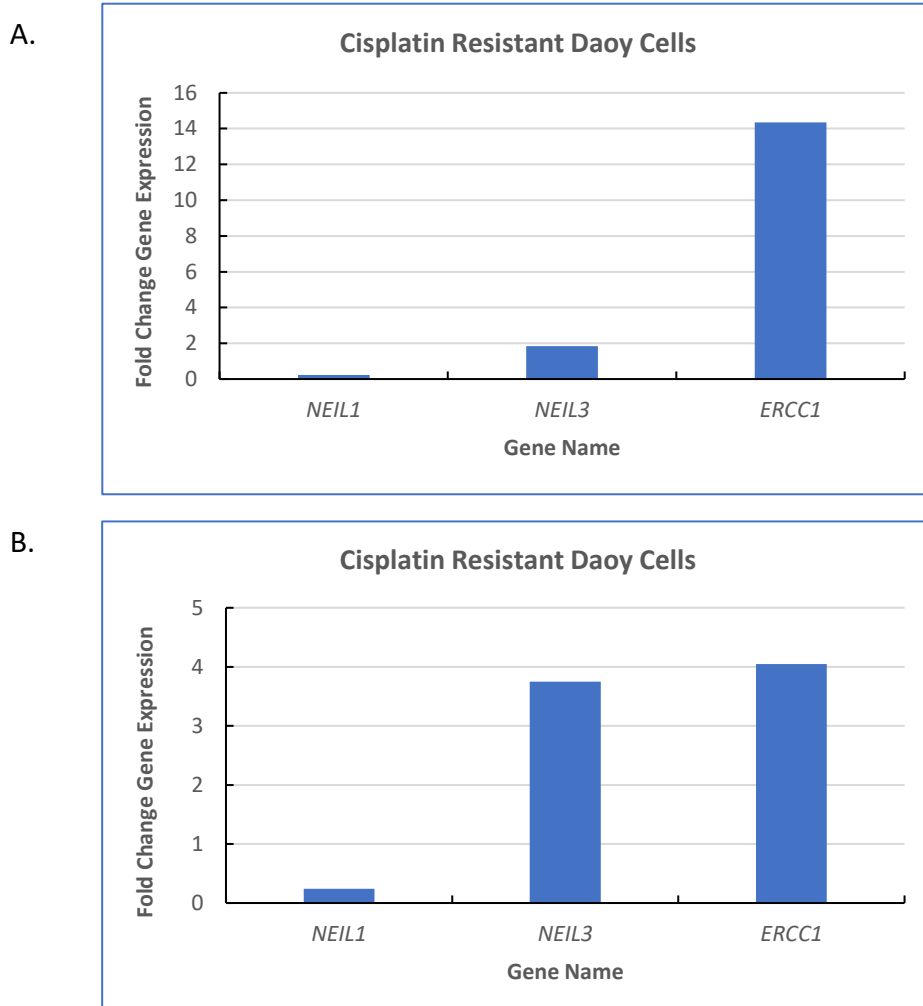 A.
Cisplatin Resistant Daoy Cells
Fold Change Gene Expression
16
14
12
10
8
6
4
2
0
NEIL1 NEIL3 ERCC1
Gene Name
B.
Cisplatin Resistant Daoy Cells
Fold Change Gene Expression
5
4
3
2
1
0
NEIL1 NEIL3 ERCC1
Gene Name